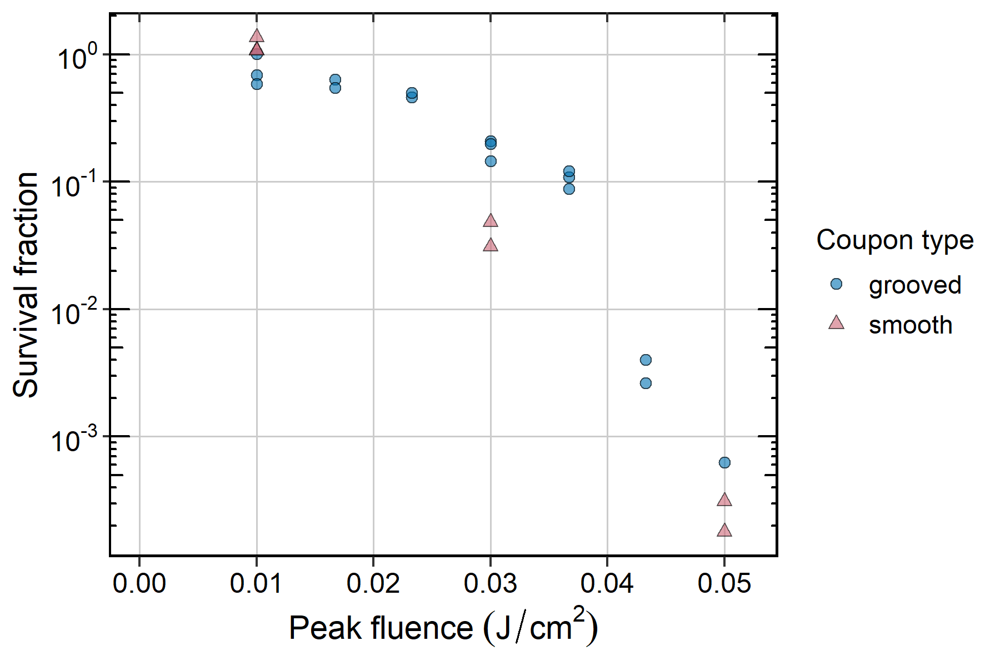 Survival fraction
10^0
10^-1
10^-2
10^-3
0.00 0.01 0.02 0.03 0.04 0.05
Peak fluence (J/cm^2)
Coupon type
grooved
smooth